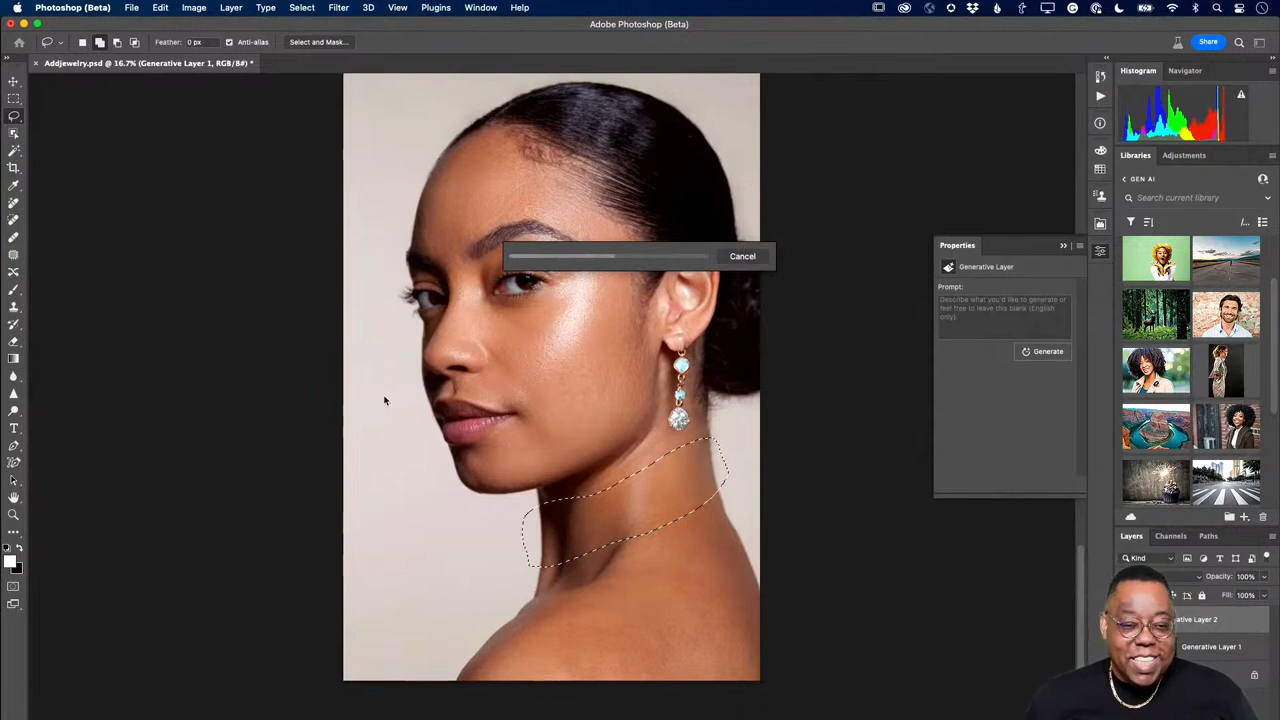 Photoshop (Beta) File Edit Image Layer Type Select Filter 3D View Plugins Window Help
Adobe Photoshop (Beta)
Feather: 0 px Anti-alias Select and Mask... Share
Addjewelry.psd @ 16.7% (Generative Layer 1, RGB/8#) *
Histogram Navigator
Libraries Adjustments
GEN AI
Search current library
Cancel
Properties
Generative Layer
Prompt:
Describe what you'd like to generate or
feel free to leave this blank (English
only).
Generate
Layers Channels Paths
Kind
Opacity: 100%
Fill: 100%
Layer 2
Generative Layer 1